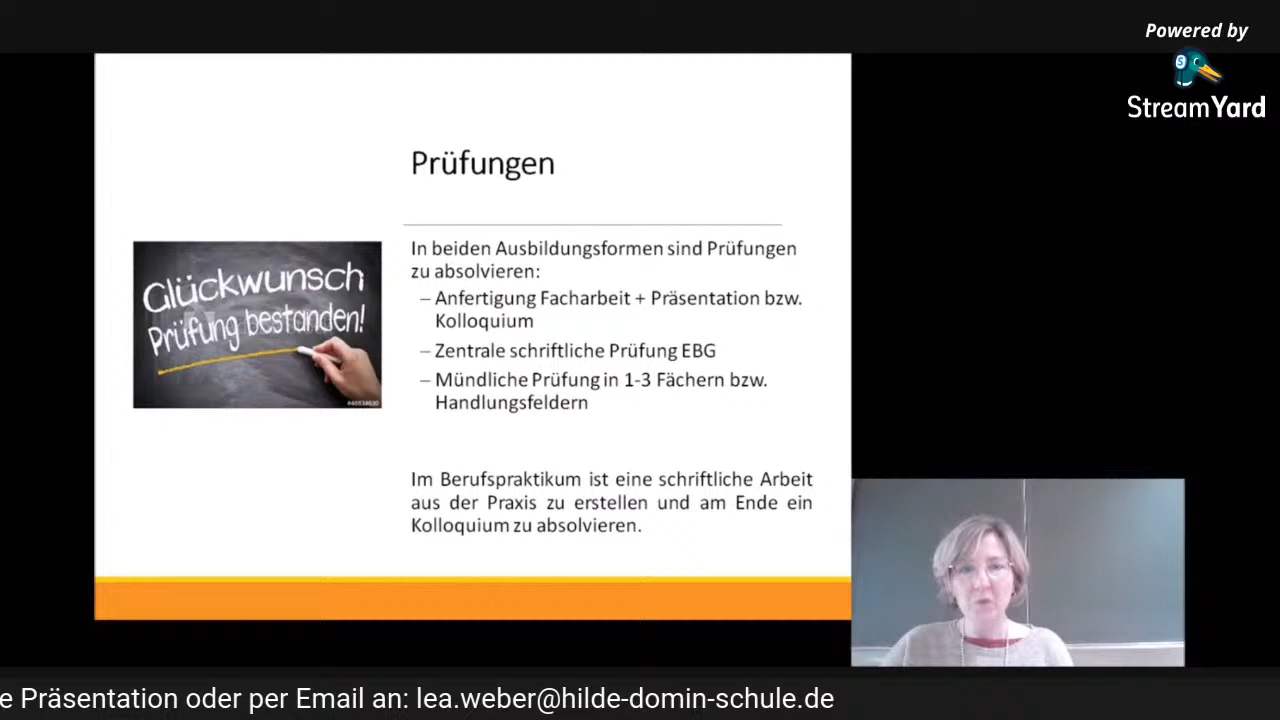 Powered by
StreamYard
Prüfungen
Glückwunsch
Prüfung bestanden!
In beiden Ausbildungsformen sind Prüfungen
zu absolvieren:
– Anfertigung Facharbeit + Präsentation bzw.
Kolloquium
– Zentrale schriftliche Prüfung EBG
– Mündliche Prüfung in 1-3 Fächern bzw.
Handlungsfeldern
Im Berufspraktikum ist eine schriftliche Arbeit
aus der Praxis zu erstellen und am Ende ein
Kolloquium zu absolvieren.
e Präsentation oder per Email an: lea.weber@hilde-domin-schule.de